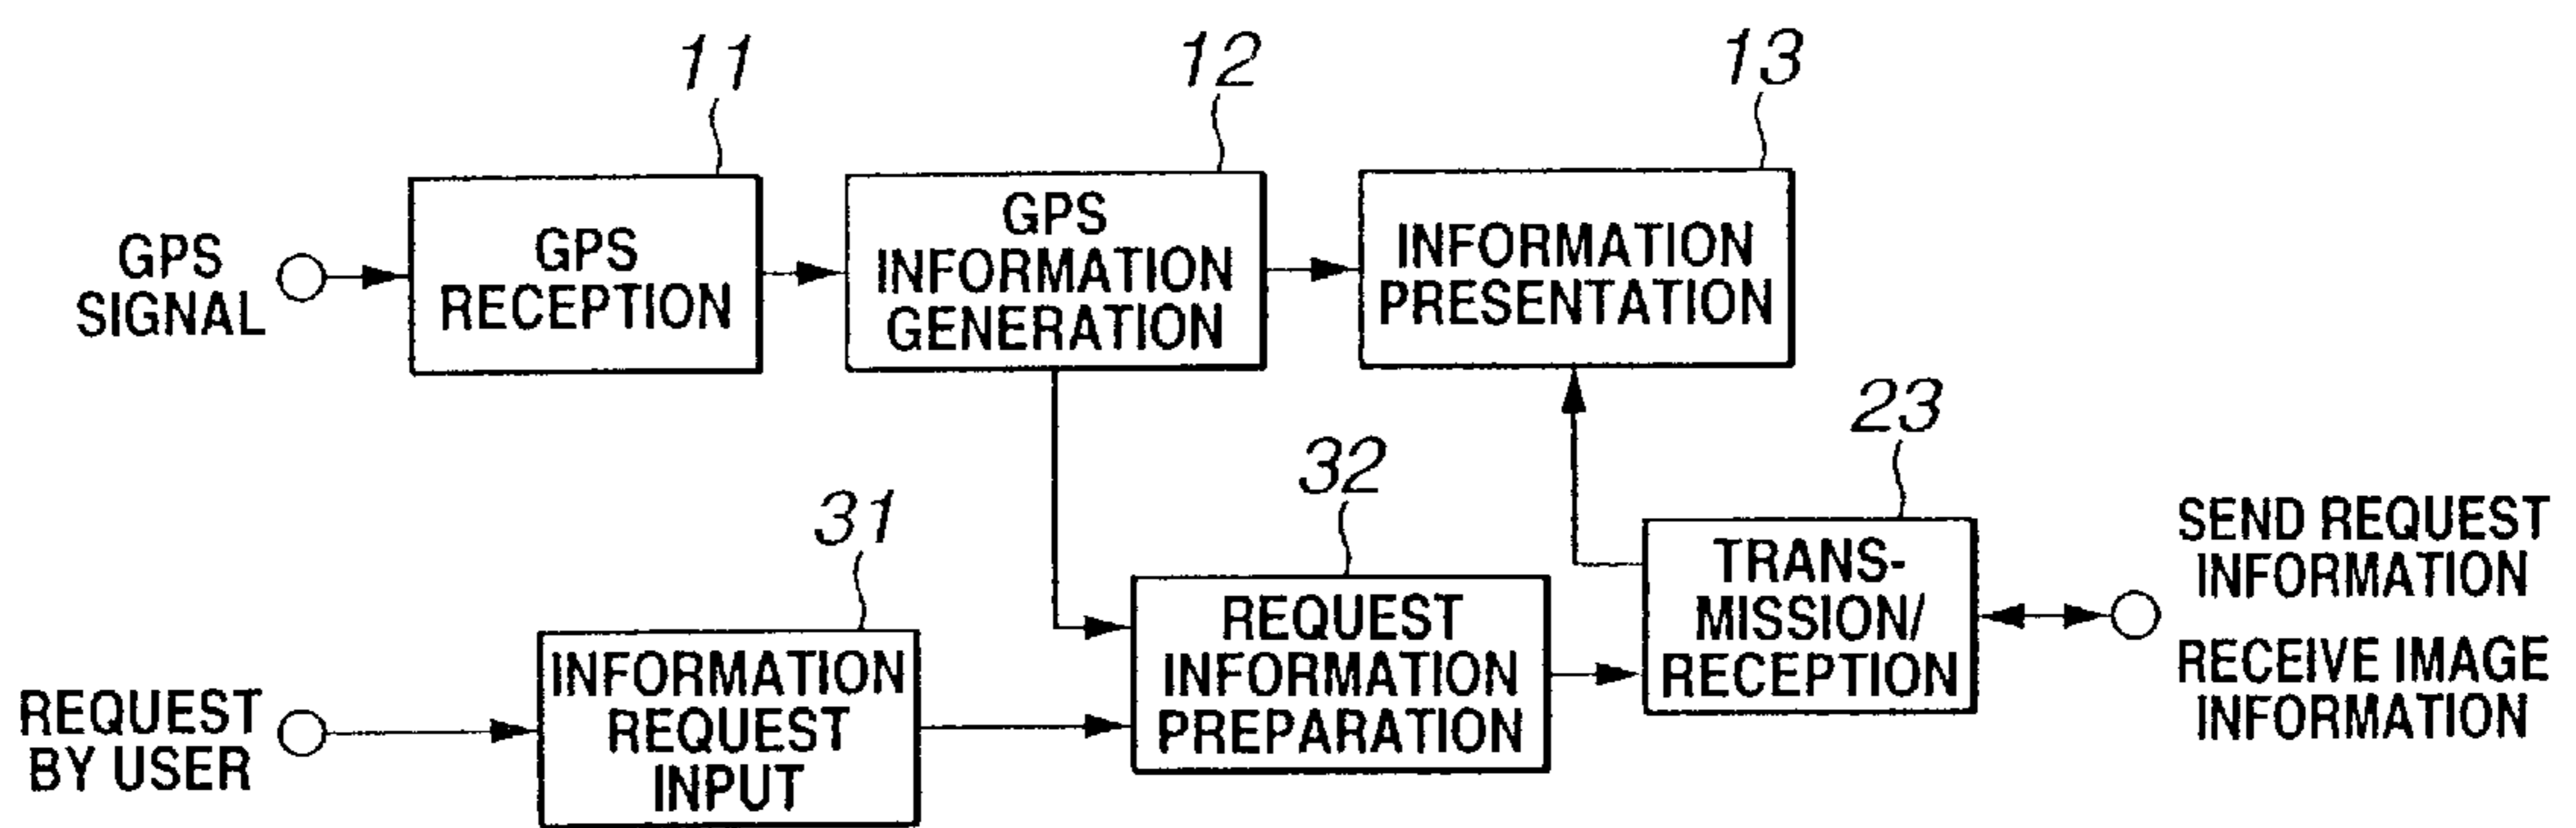 11
12
13
GPS
SIGNAL
GPS
RECEPTION
GPS
INFORMATION
GENERATION
INFORMATION
PRESENTATION
23
32
31
REQUEST
BY USER
INFORMATION
REQUEST
INPUT
REQUEST
INFORMATION
PREPARATION
TRANS-
MISSION/
RECEPTION
SEND REQUEST
INFORMATION
RECEIVE IMAGE
INFORMATION